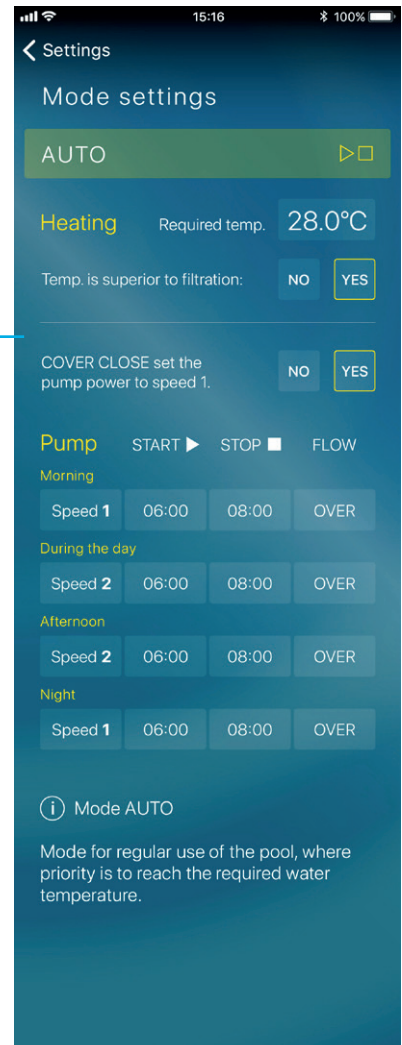 15:16 100%
Settings
Mode settings
AUTO
Heating Required temp. 28.0°C
Temp. is superior to filtration: NO YES
COVER CLOSE set the
pump power to speed 1. NO YES
Pump START STOP FLOW
Morning
Speed 1 06:00 08:00 OVER
During the day
Speed 2 06:00 08:00 OVER
Afternoon
Speed 2 06:00 08:00 OVER
Night
Speed 1 06:00 08:00 OVER
i Mode AUTO
Mode for regular use of the pool, where
priority is to reach the required water
temperature.